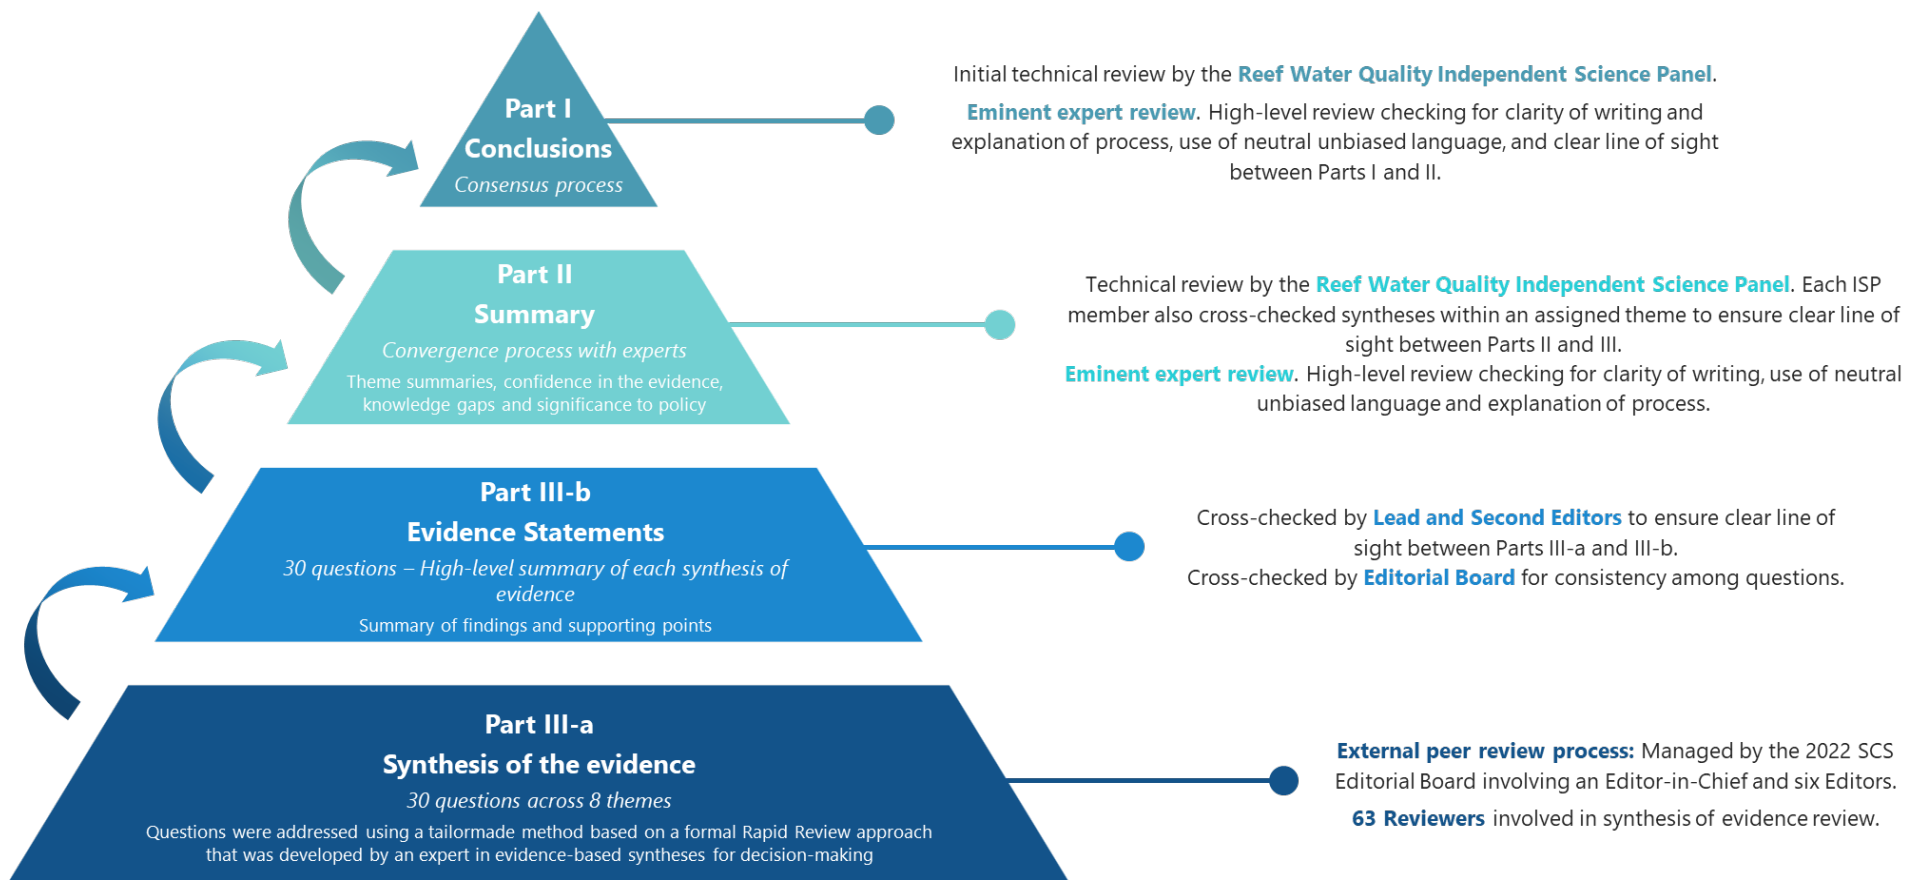 Part I
Conclusions
Consensus process
Initial technical review by the Reef Water Quality Independent Science Panel.
Eminent expert review. High-level review checking for clarity of writing and
explanation of process, use of neutral unbiased language, and clear line of sight
between Parts I and II.
Part II
Summary
Convergence process with experts
Theme summaries, confidence in the evidence,
knowledge gaps and significance to policy
Technical review by the Reef Water Quality Independent Science Panel. Each ISP
member also cross-checked syntheses within an assigned theme to ensure clear line of
sight between Parts II and III.
Eminent expert review. High-level review checking for clarity of writing, use of neutral
unbiased language and explanation of process.
Part III-b
Evidence Statements
30 questions – High-level summary of each synthesis of
evidence
Summary of findings and supporting points
Cross-checked by Lead and Second Editors to ensure clear line of
sight between Parts III-a and III-b.
Cross-checked by Editorial Board for consistency among questions.
Part III-a
Synthesis of the evidence
30 questions across 8 themes
Questions were addressed using a tailormade method based on a formal Rapid Review approach
that was developed by an expert in evidence-based syntheses for decision-making
External peer review process: Managed by the 2022 SCS
Editorial Board involving an Editor-in-Chief and six Editors.
63 Reviewers involved in synthesis of evidence review.